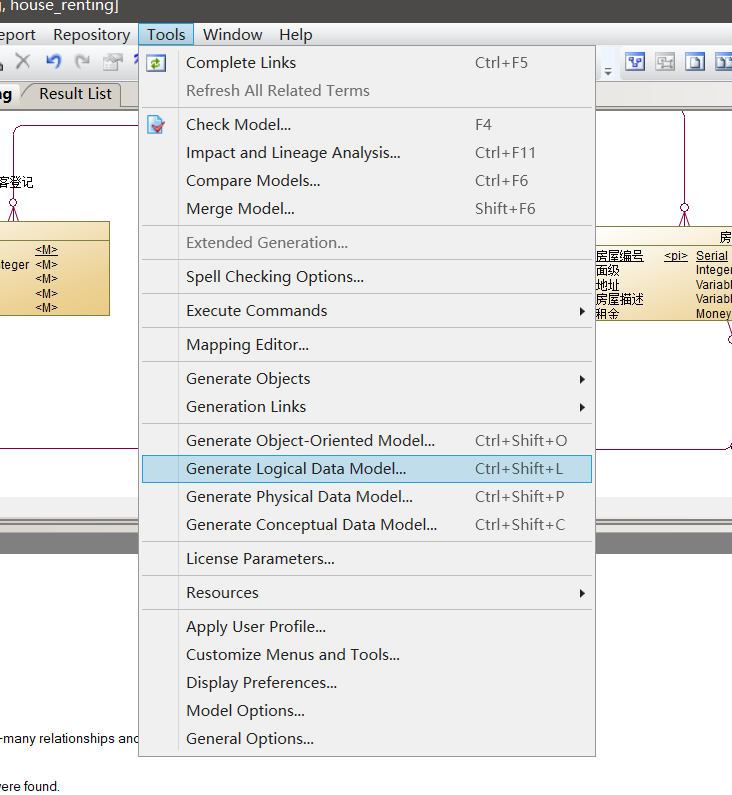 , house_renting]
eport Repository Tools Window Help
Complete Links Ctrl+F5
Refresh All Related Terms
ng Result List
Check Model... F4
Impact and Lineage Analysis... Ctrl+F11
Compare Models... Ctrl+F6
客登记
Merge Model... Shift+F6
Extended Generation...
房
<M>
房屋编号 <pi> Serial
teger <M>
面级 Integer
<M>
地址 Variab
<M>
房屋描述 Variab
<M>
租金 Money
Spell Checking Options...
Execute Commands
Mapping Editor...
Generate Objects
Generation Links
Generate Object-Oriented Model... Ctrl+Shift+O
Generate Logical Data Model... Ctrl+Shift+L
Generate Physical Data Model... Ctrl+Shift+P
Generate Conceptual Data Model... Ctrl+Shift+C
License Parameters...
Resources
Apply User Profile...
Customize Menus and Tools...
Display Preferences...
Model Options...
-many relationships and
General Options...
ere found.